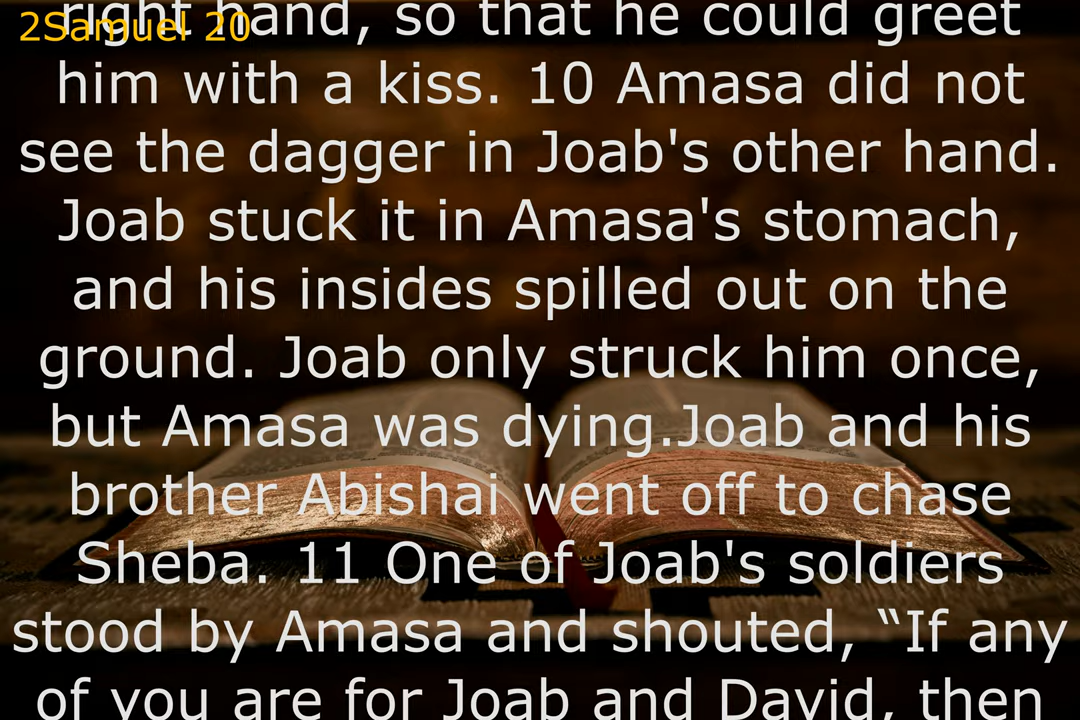 right hand, so that he could greet
2Samuel 20
him with a kiss. 10 Amasa did not
see the dagger in Joab's other hand.
Joab stuck it in Amasa's stomach,
and his insides spilled out on the
ground. Joab only struck him once,
but Amasa was dying.Joab and his
brother Abishai went off to chase
Sheba. 11 One of Joab's soldiers
stood by Amasa and shouted, “If any
of you are for Joab and David, then